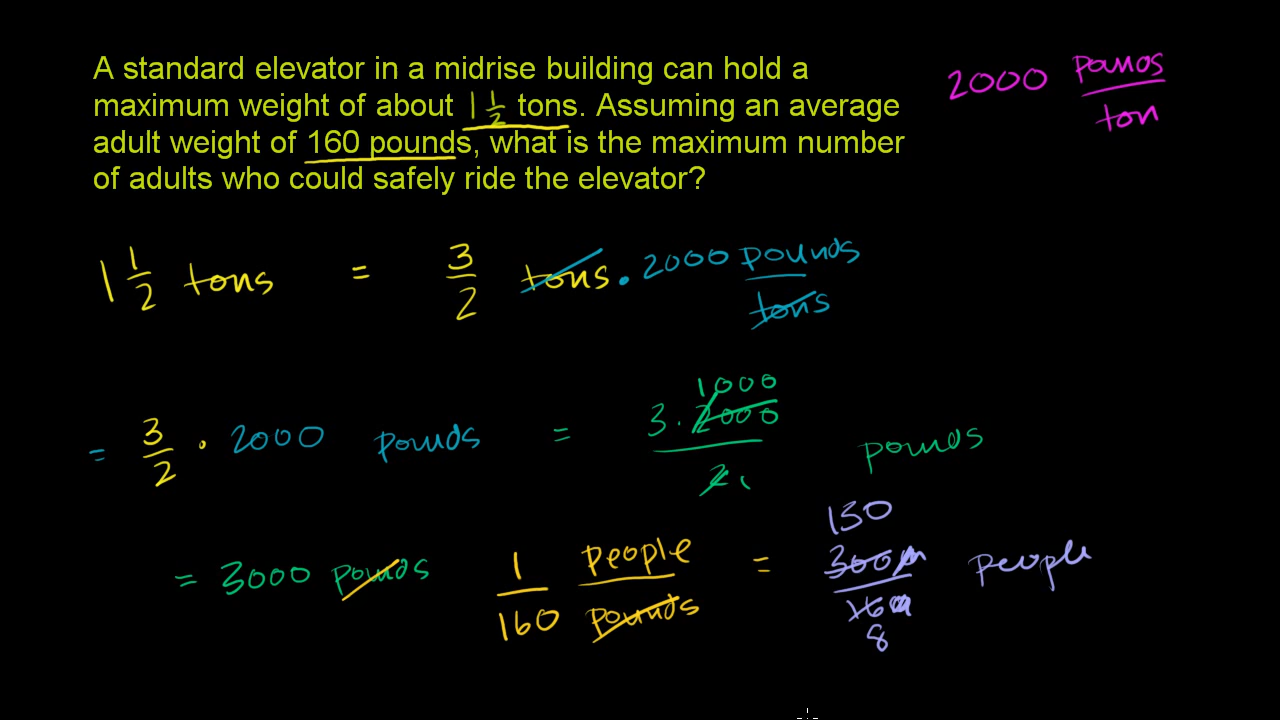 A standard elevator in a midrise building can hold a
maximum weight of about 1 1/2 tons. Assuming an average
adult weight of 160 pounds, what is the maximum number
of adults who could safely ride the elevator?
2000 pounds/ton
1 1/2 tons = 3/2 tons · 2000 pounds/tons
= 3/2 · 2000 pounds = 3 · 2000/2 pounds
1000
1
= 3000 pounds 1/160 people/pounds = 3000/160 people
150
8